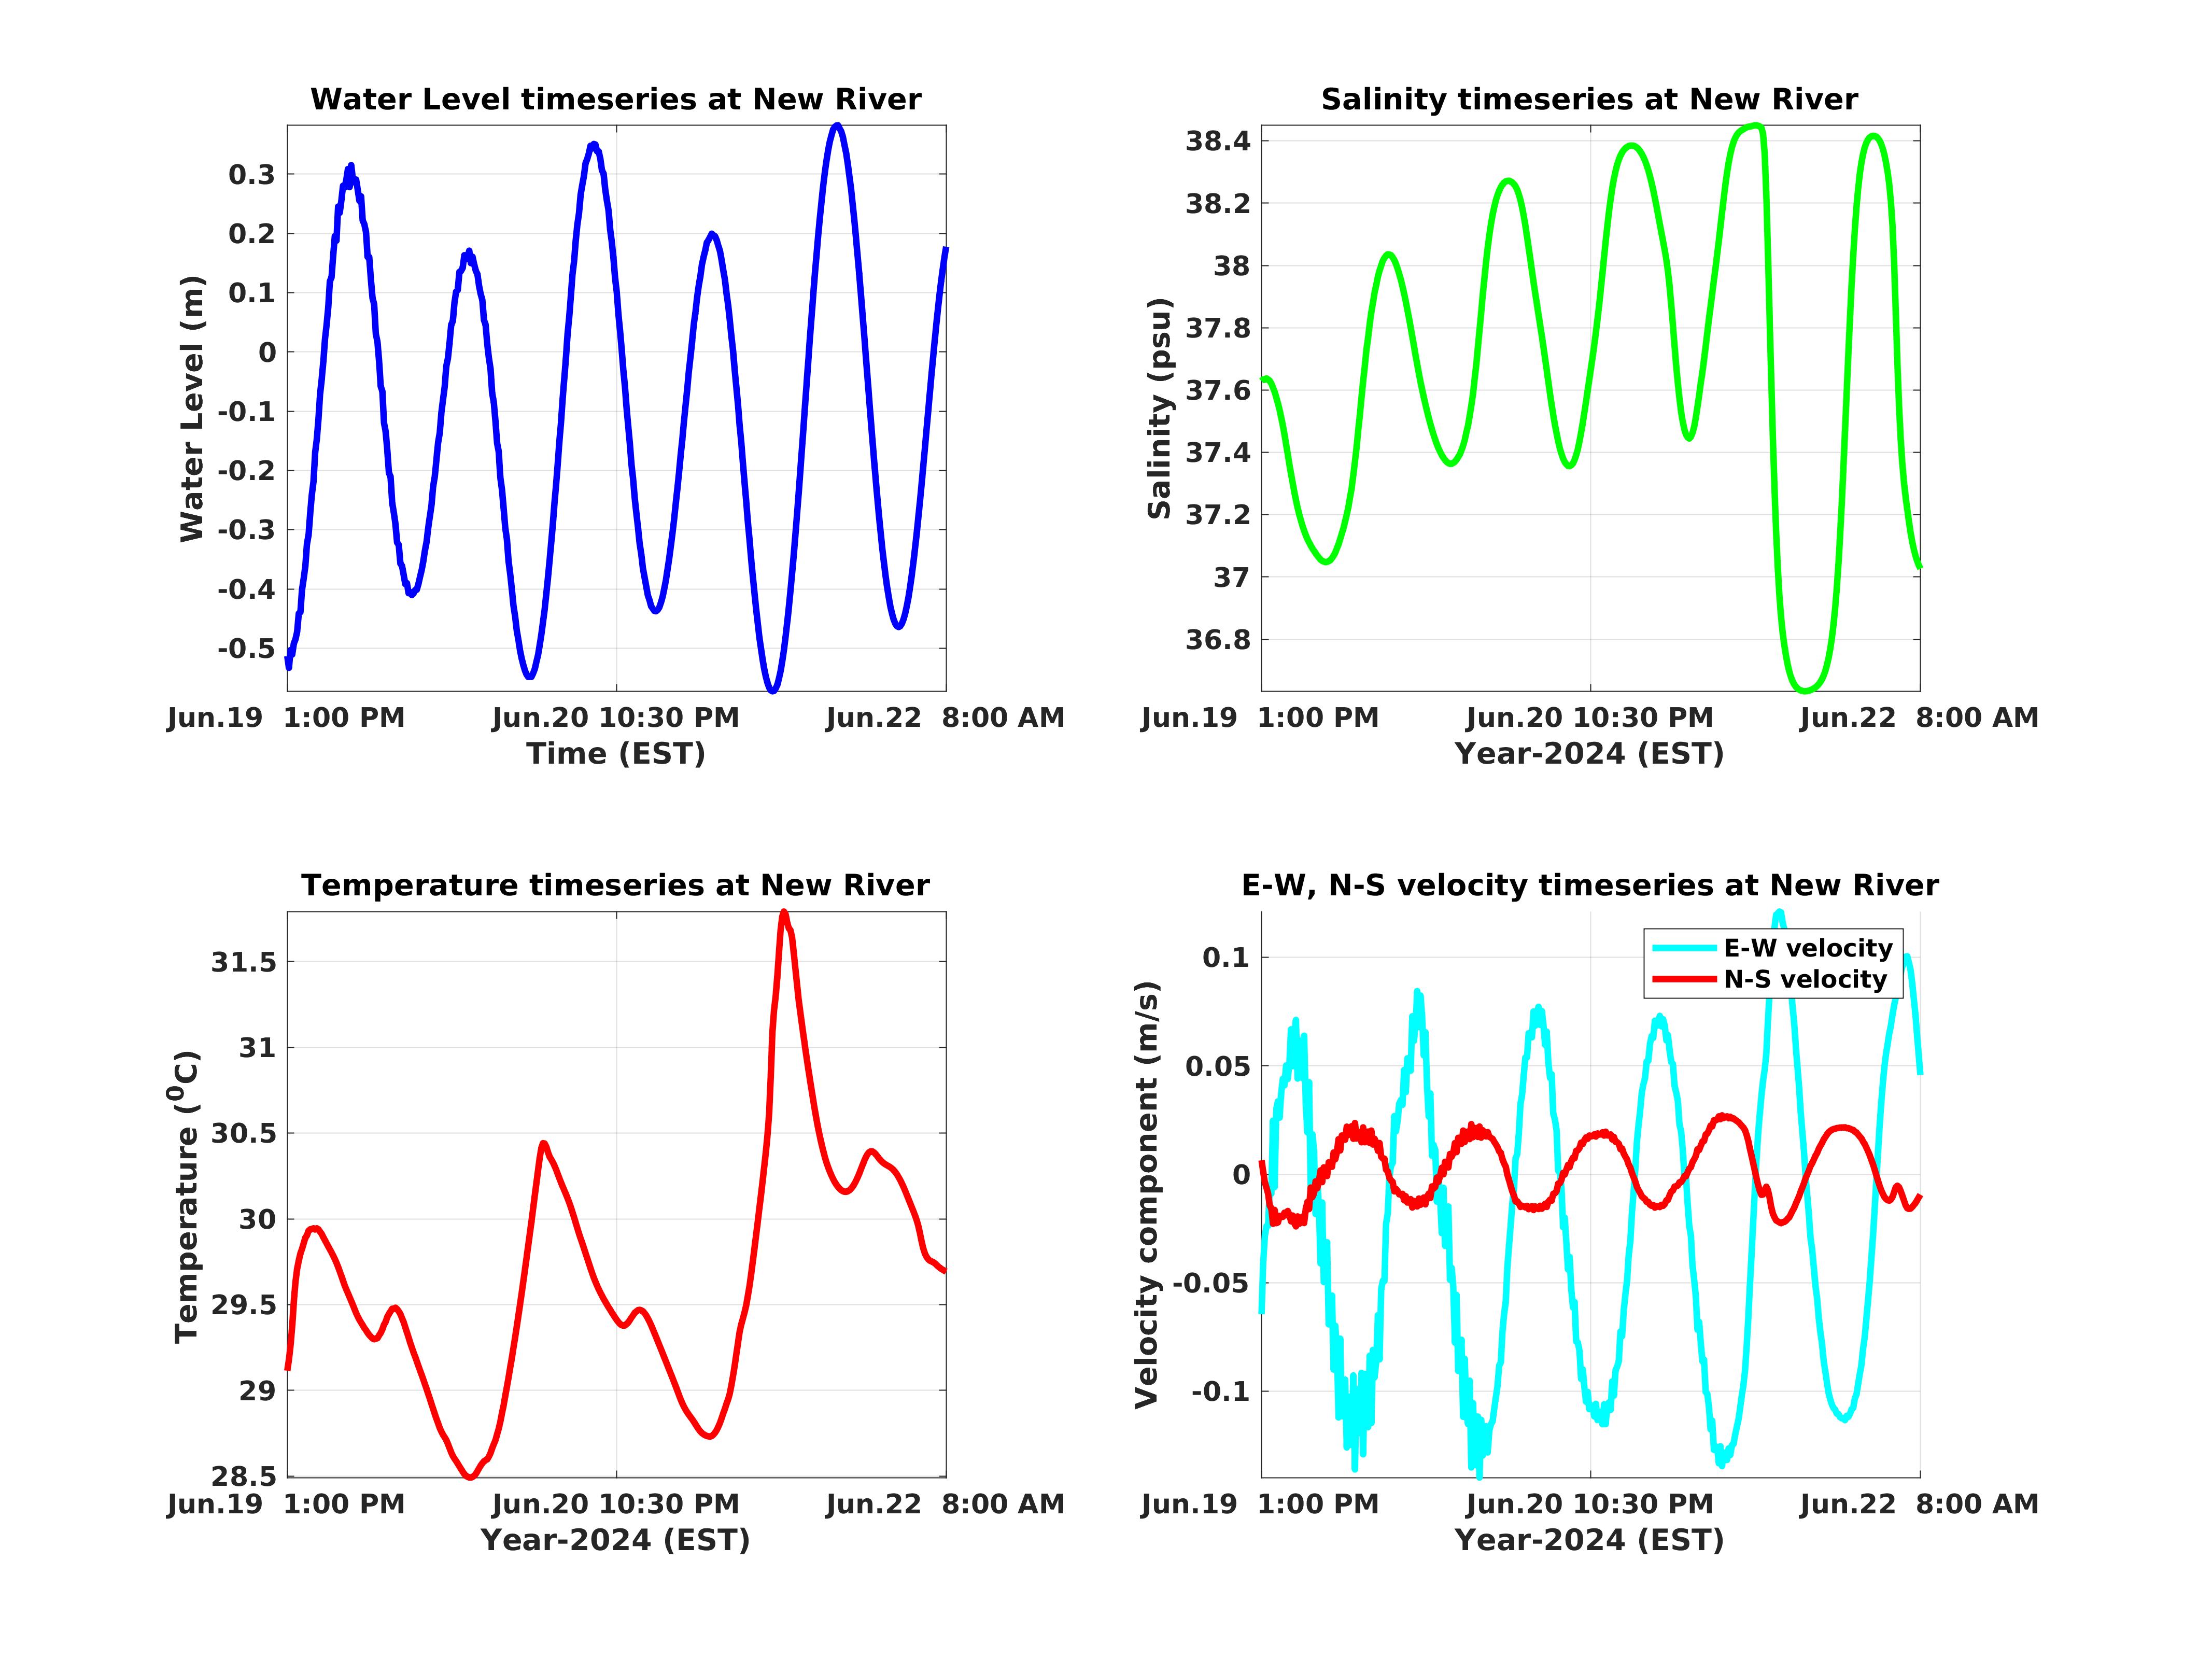 Water Level timeseries at New River
Water Level (m)
0.3
0.2
0.1
0
-0.1
-0.2
-0.3
-0.4
-0.5
Jun.19 1:00 PM Jun.20 10:30 PM Jun.22 8:00 AM
Time (EST)
Salinity timeseries at New River
Salinity (psu)
38.4
38.2
38
37.8
37.6
37.4
37.2
37
36.8
Jun.19 1:00 PM Jun.20 10:30 PM Jun.22 8:00 AM
Year-2024 (EST)
Temperature timeseries at New River
Temperature (⁰C)
31.5
31
30.5
30
29.5
29
28.5
Jun.19 1:00 PM Jun.20 10:30 PM Jun.22 8:00 AM
Year-2024 (EST)
E-W, N-S velocity timeseries at New River
Velocity component (m/s)
0.1
0.05
0
-0.05
-0.1
E-W velocity
N-S velocity
Jun.19 1:00 PM Jun.20 10:30 PM Jun.22 8:00 AM
Year-2024 (EST)